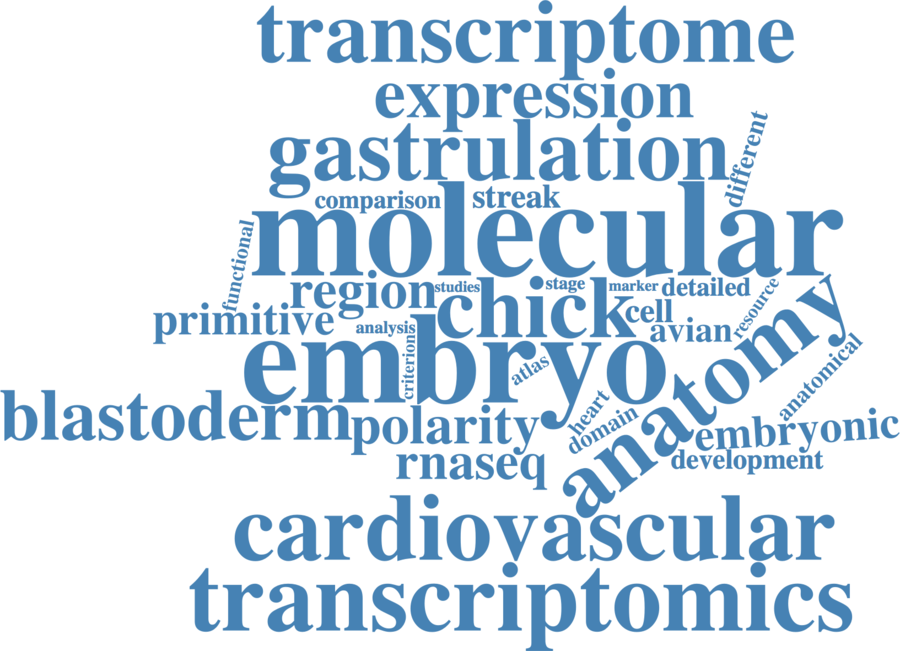 transcriptome
expression
gastrulation
different
comparison streak
molecular
functional
region studies chick stage marker detailed
primitive analysis cell avian resource
embryo criterion atlas anatomy anatomical
blastoderm polarity heart domain embryonic
rnaseq development
cardiovascular
transcriptomics